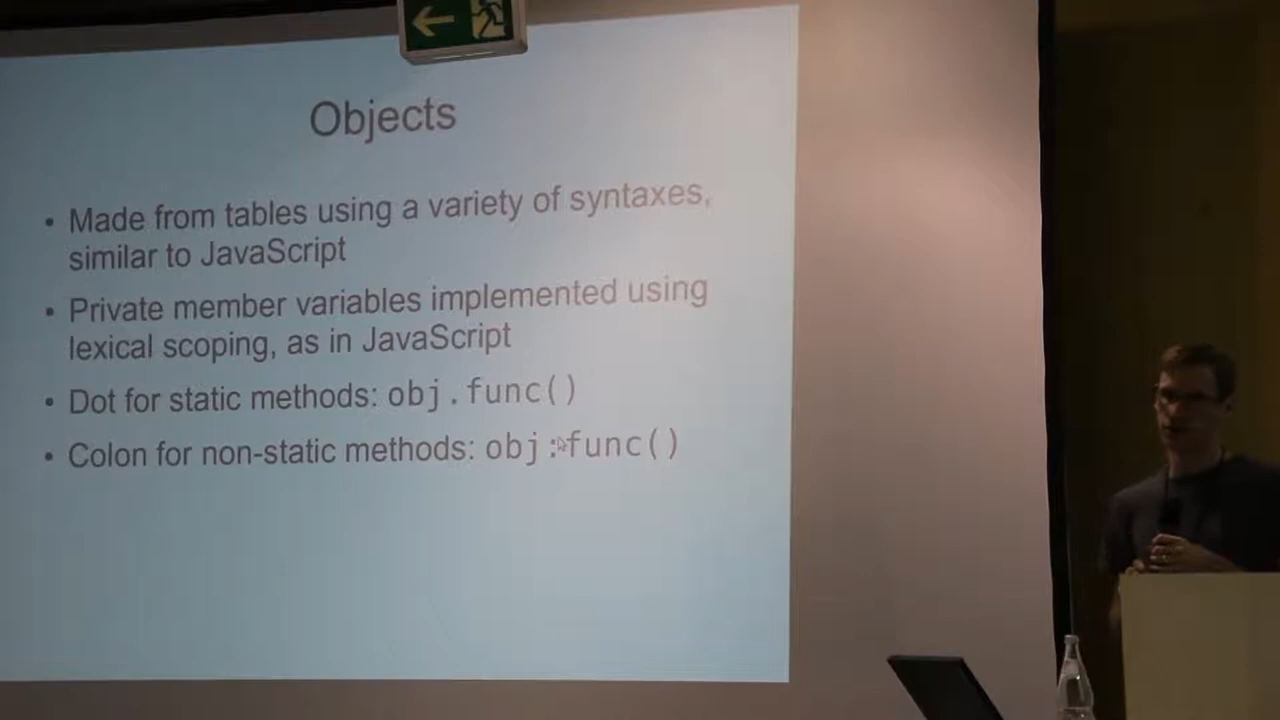 Objects
• Made from tables using a variety of syntaxes,
similar to JavaScript
• Private member variables implemented using
lexical scoping, as in JavaScript
• Dot for static methods: obj.func()
• Colon for non-static methods: obj:func()